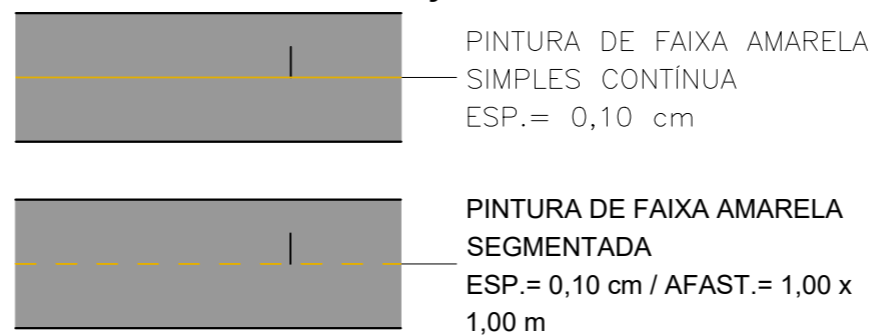 PINTURA DE FAIXA AMARELA
SIMPLES CONTÍNUA
ESP.= 0,10 cm
PINTURA DE FAIXA AMARELA
SEGMENTADA
ESP.= 0,10 cm / AFAST.= 1,00 x
1,00 m